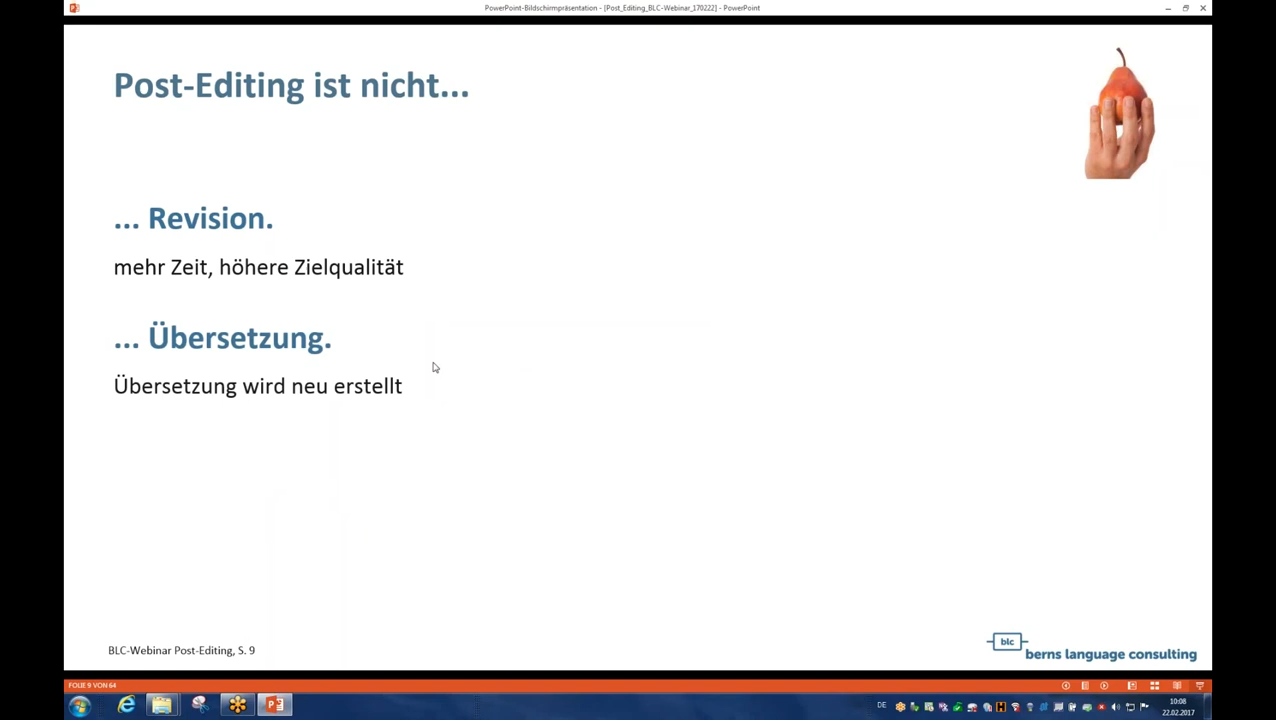 PowerPoint-Bildschirmpräsentation - [Post_Editing_BLC-Webinar_170222] - PowerPoint
Post-Editing ist nicht...
... Revision.
mehr Zeit, höhere Zielqualität
... Übersetzung.
Übersetzung wird neu erstellt
BLC-Webinar Post-Editing, S. 9
blc
berns language consulting
FOLIE 9 VON 64
DE
10:08
22.02.2017